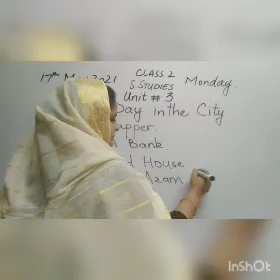 17th 2021 CLASS 2 Monday
S STUDIES
Unit # 3
Day In the City
Bank
House
Azam
InShOt